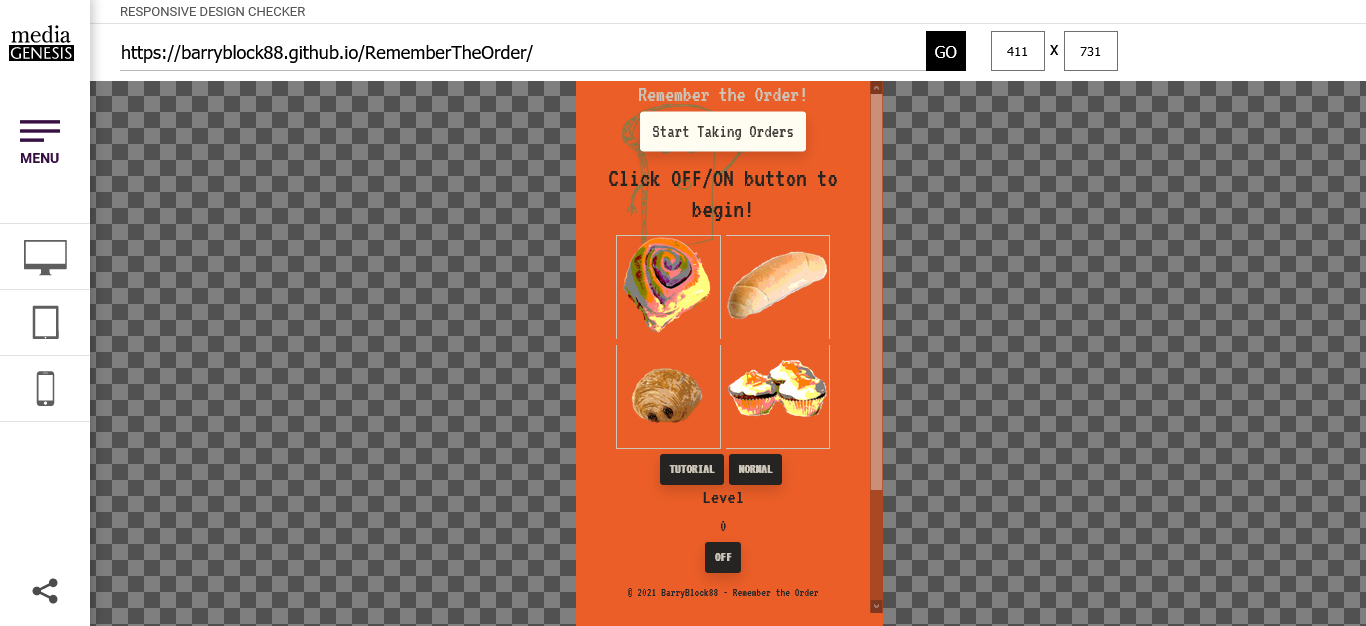 RESPONSIVE DESIGN CHECKER
media
GENESIS
https://barryblock88.github.io/RememberTheOrder/
GO
411
X
731
MENU
Remember the Order!
Start Taking Orders
Click OFF/ON button to
begin!
TUTORIAL
NORMAL
Level
0
OFF
© 2021 BarryBlock88 - Remember the Order